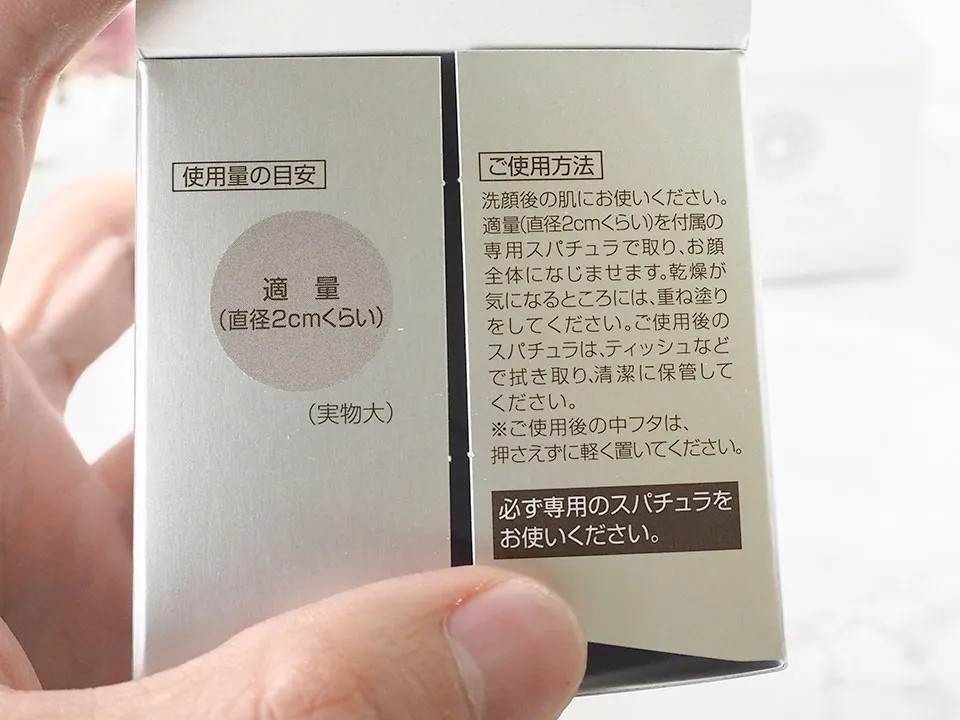 使用量の目安
適 量
(直径2cmくらい)
(実物大)
ご使用方法
洗顔後の肌にお使いください。
適量(直径2cmくらい)を付属の
専用スパチュラで取り、お顔
全体になじませます。乾燥が
気になるところには、重ね塗り
をしてください。ご使用後の
スパチュラは、ティッシュなど
で拭き取り、清潔に保管して
ください。
※ご使用後の中フタは、
押さえずに軽く置いてください。
必ず専用のスパチュラを
お使いください。